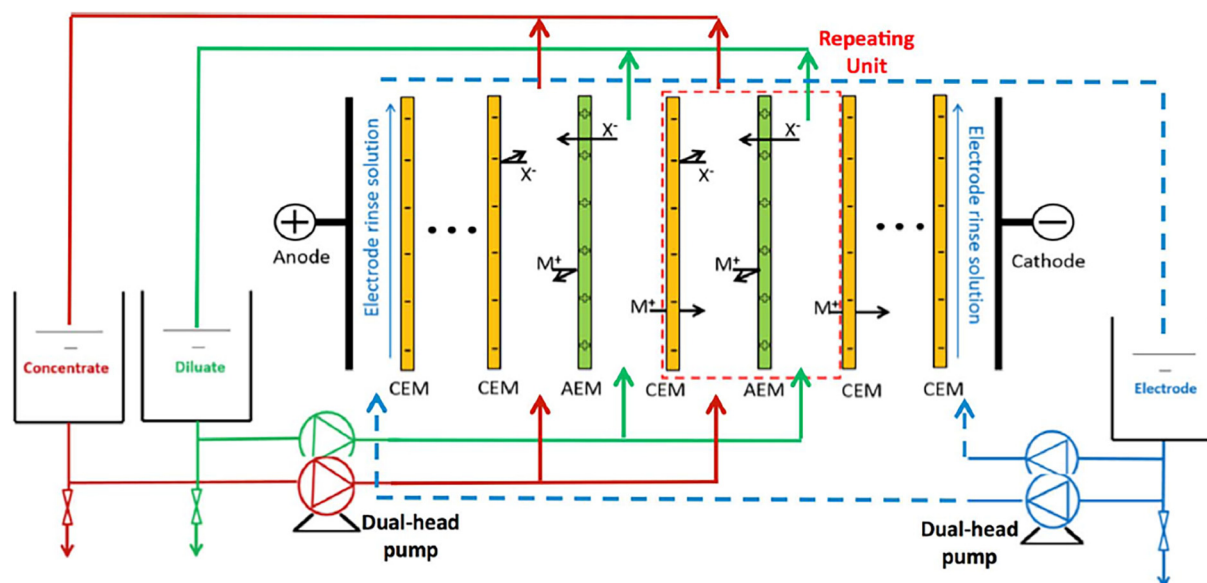 Repeating
Unit
Electrode rinse solution
X⁻
X⁻
X⁻
X⁻
Electrode rinse solution
+
Anode
−
Cathode
M⁺
M⁺
M⁺
M⁺
Concentrate
Diluate
Electrode
CEM
CEM
AEM
CEM
AEM
CEM
CEM
Dual-head
pump
Dual-head
pump